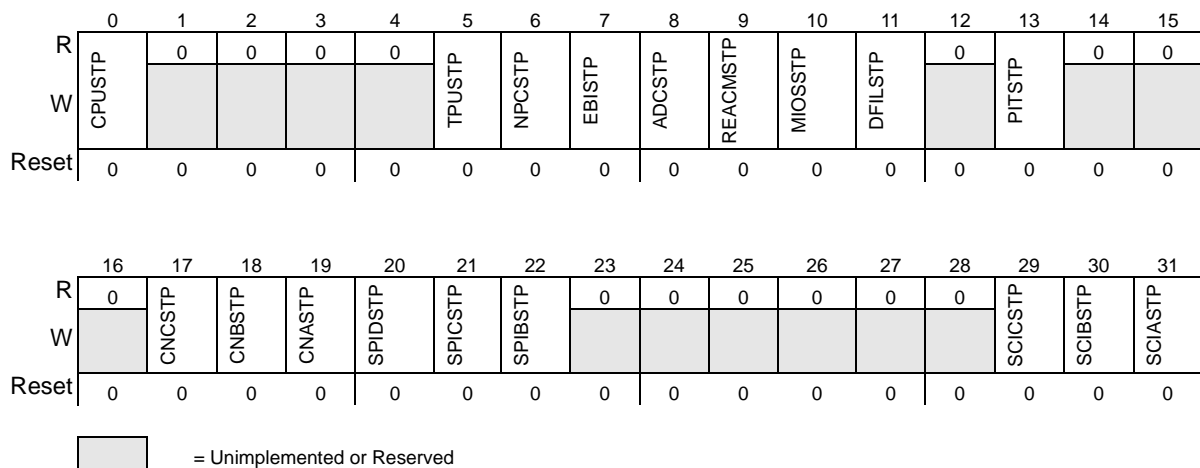 0 1 2 3 4 5 6 7 8 9 10 11 12 13 14 15
R CPUSTP 0 0 0 0 TPUSTP NPCSTP EBISTP ADCSTP REACMSTP MIOSSTP DFILSTP 0 PITSTP 0 0
W
Reset 0 0 0 0 0 0 0 0 0 0 0 0 0 0 0 0
16 17 18 19 20 21 22 23 24 25 26 27 28 29 30 31
R 0 CNCSTP CNBSTP CNASTP SPIDSTP SPICSTP SPIBSTP 0 0 0 0 0 0 SCICSTP SCIBSTP SCIASTP
W
Reset 0 0 0 0 0 0 0 0 0 0 0 0 0 0 0 0
= Unimplemented or Reserved